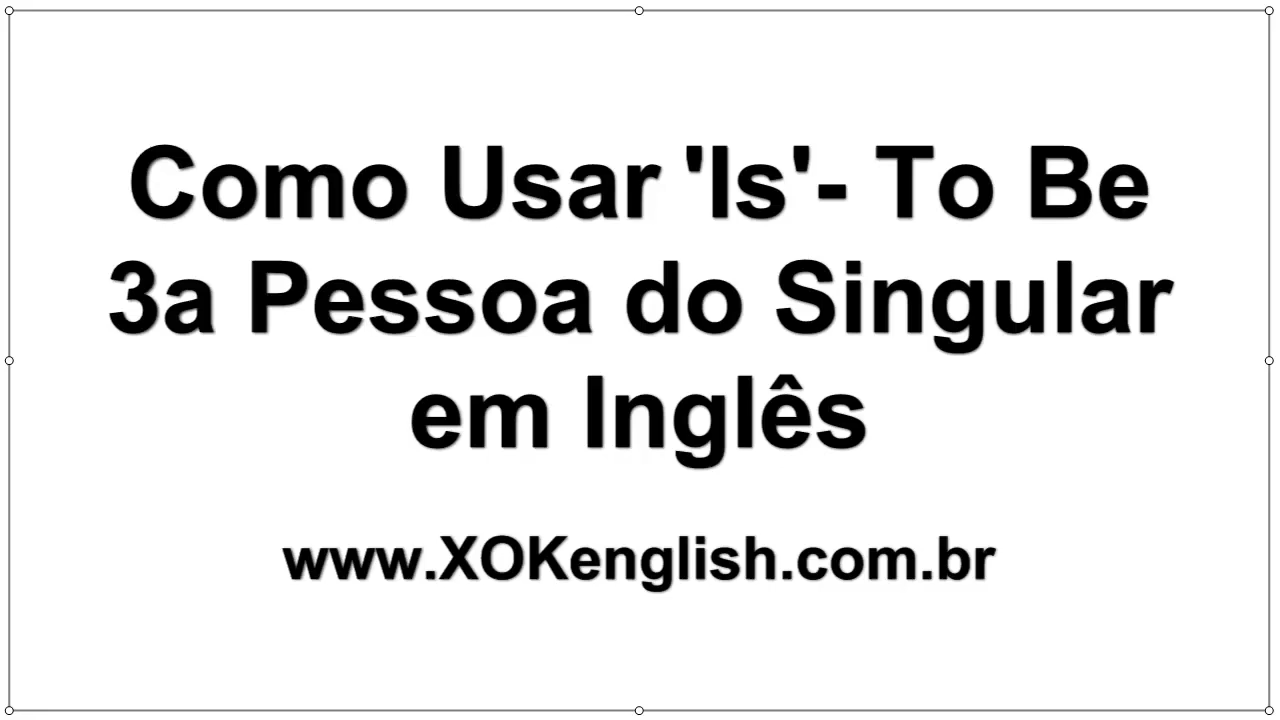 Como Usar 'Is'- To Be
3a Pessoa do Singular
em Inglês
www.XOKenglish.com.br